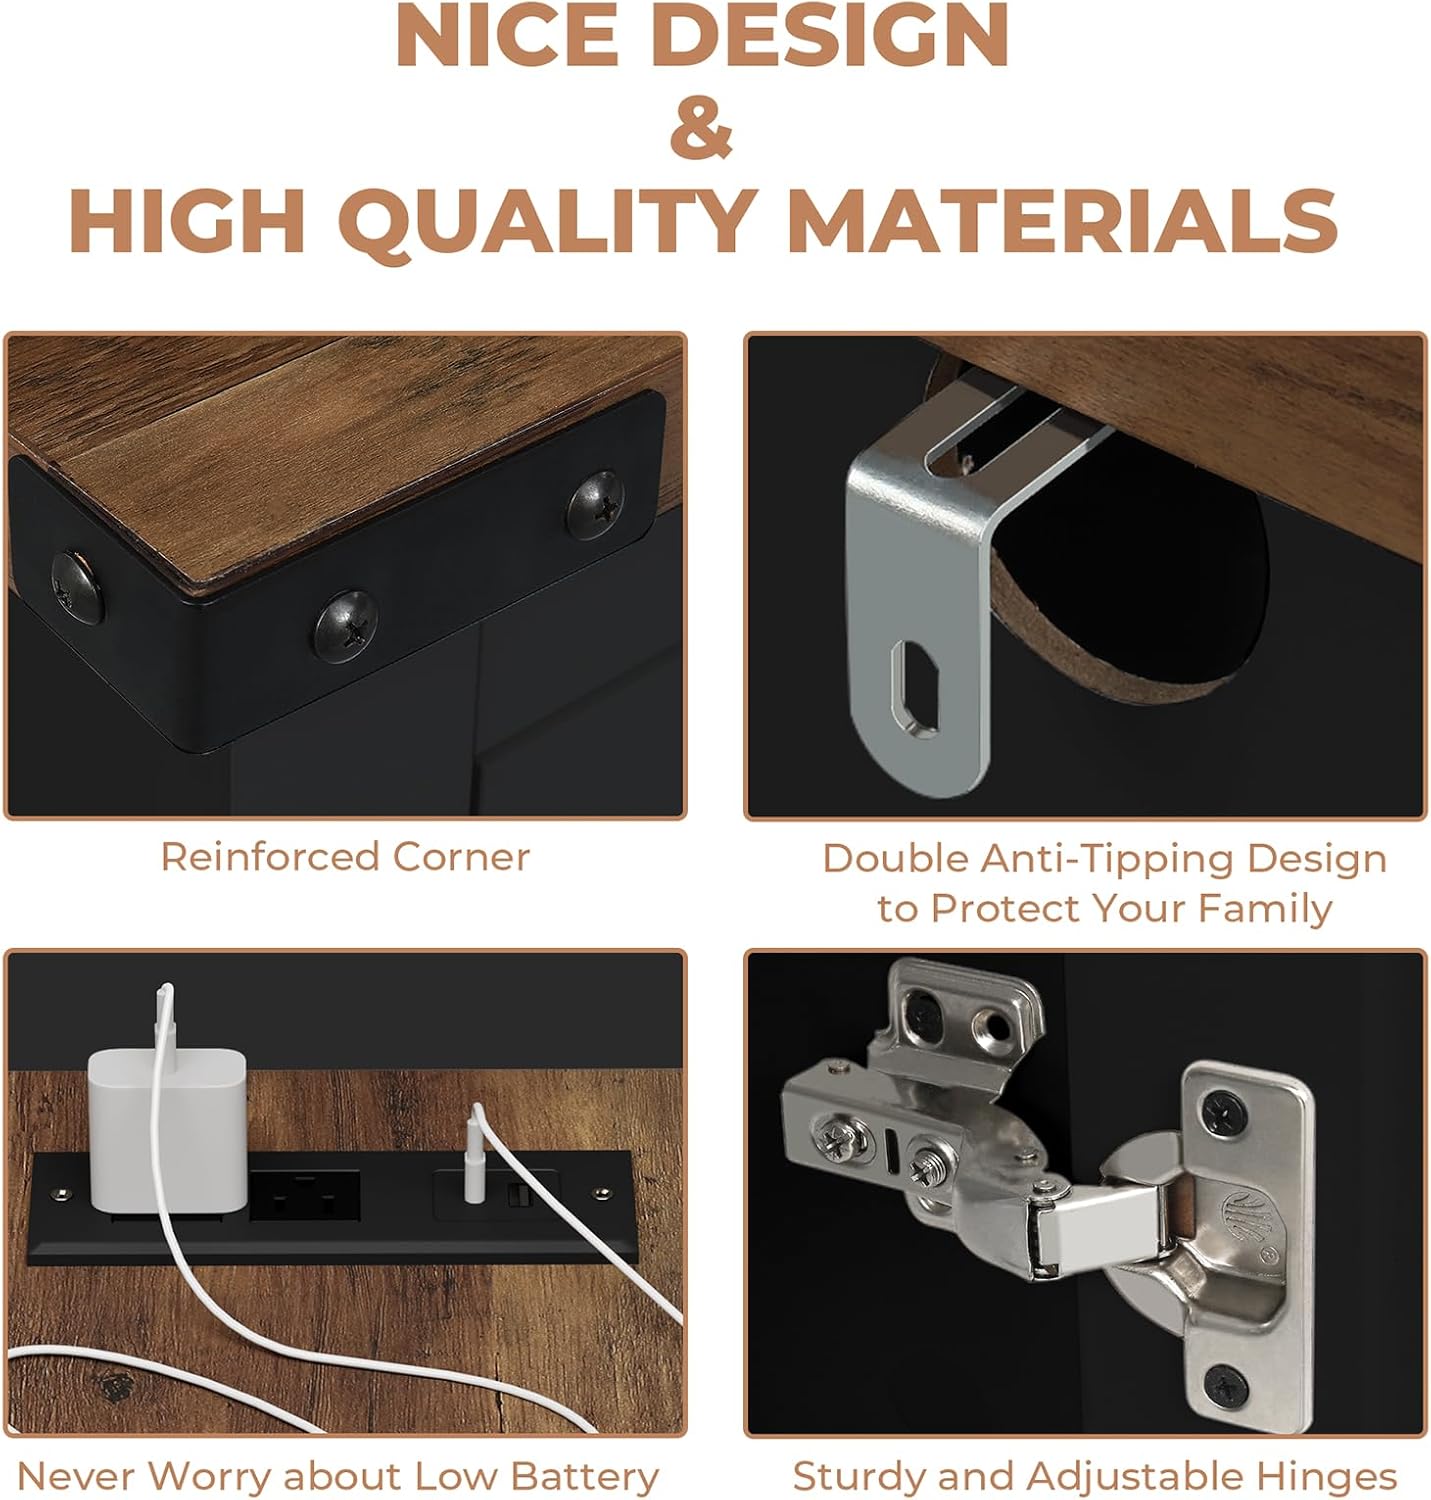 NICE DESIGN
&
HIGH QUALITY MATERIALS
Reinforced Corner
Double Anti-Tipping Design
to Protect Your Family
Never Worry about Low Battery
Sturdy and Adjustable Hinges
®